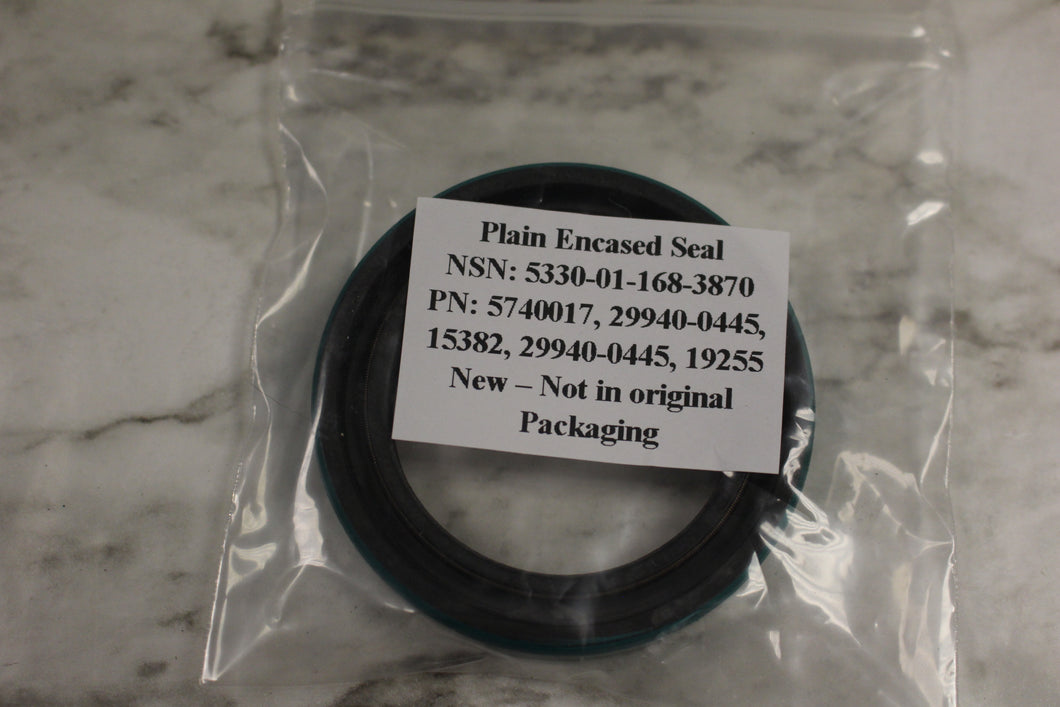 Plain Encased Seal
NSN: 5330-01-168-3870
PN: 5740017, 29940-0445,
15382, 29940-0445, 19255
New – Not in original
Packaging